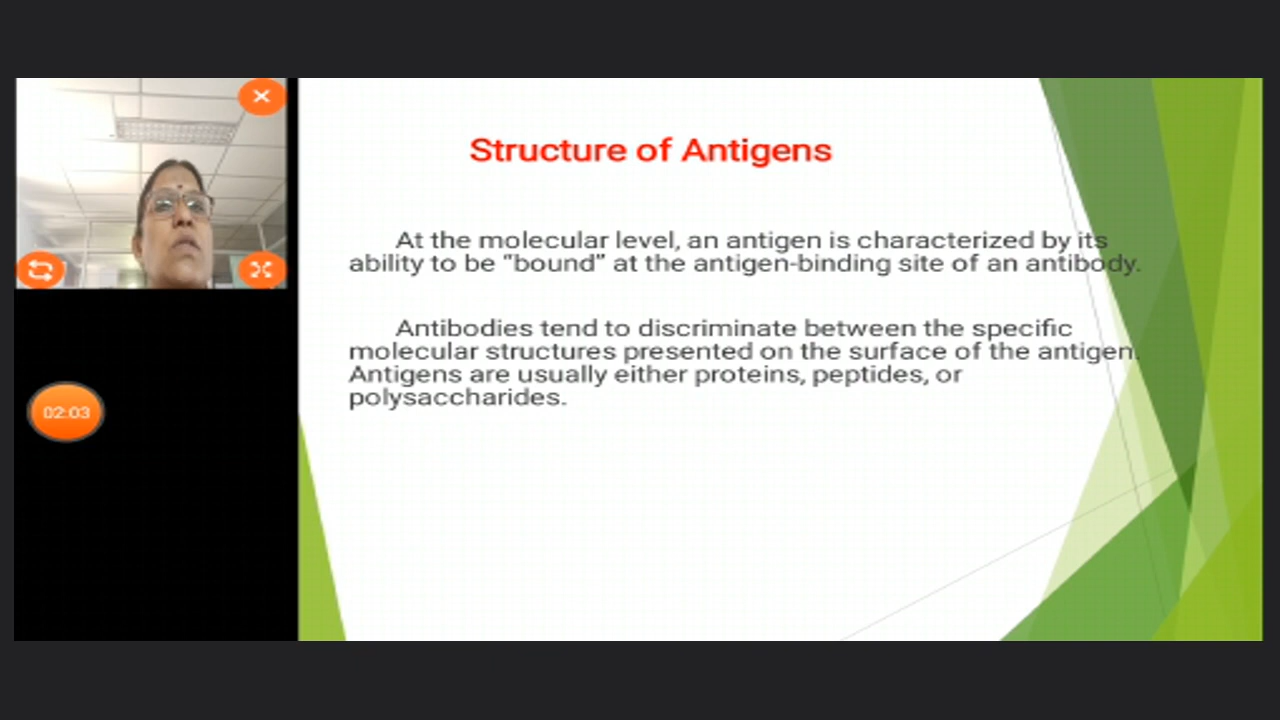 Structure of Antigens
At the molecular level, an antigen is characterized by its
ability to be “bound” at the antigen-binding site of an antibody.
Antibodies tend to discriminate between the specific
molecular structures presented on the surface of the antigen.
Antigens are usually either proteins, peptides, or
polysaccharides.
02:03